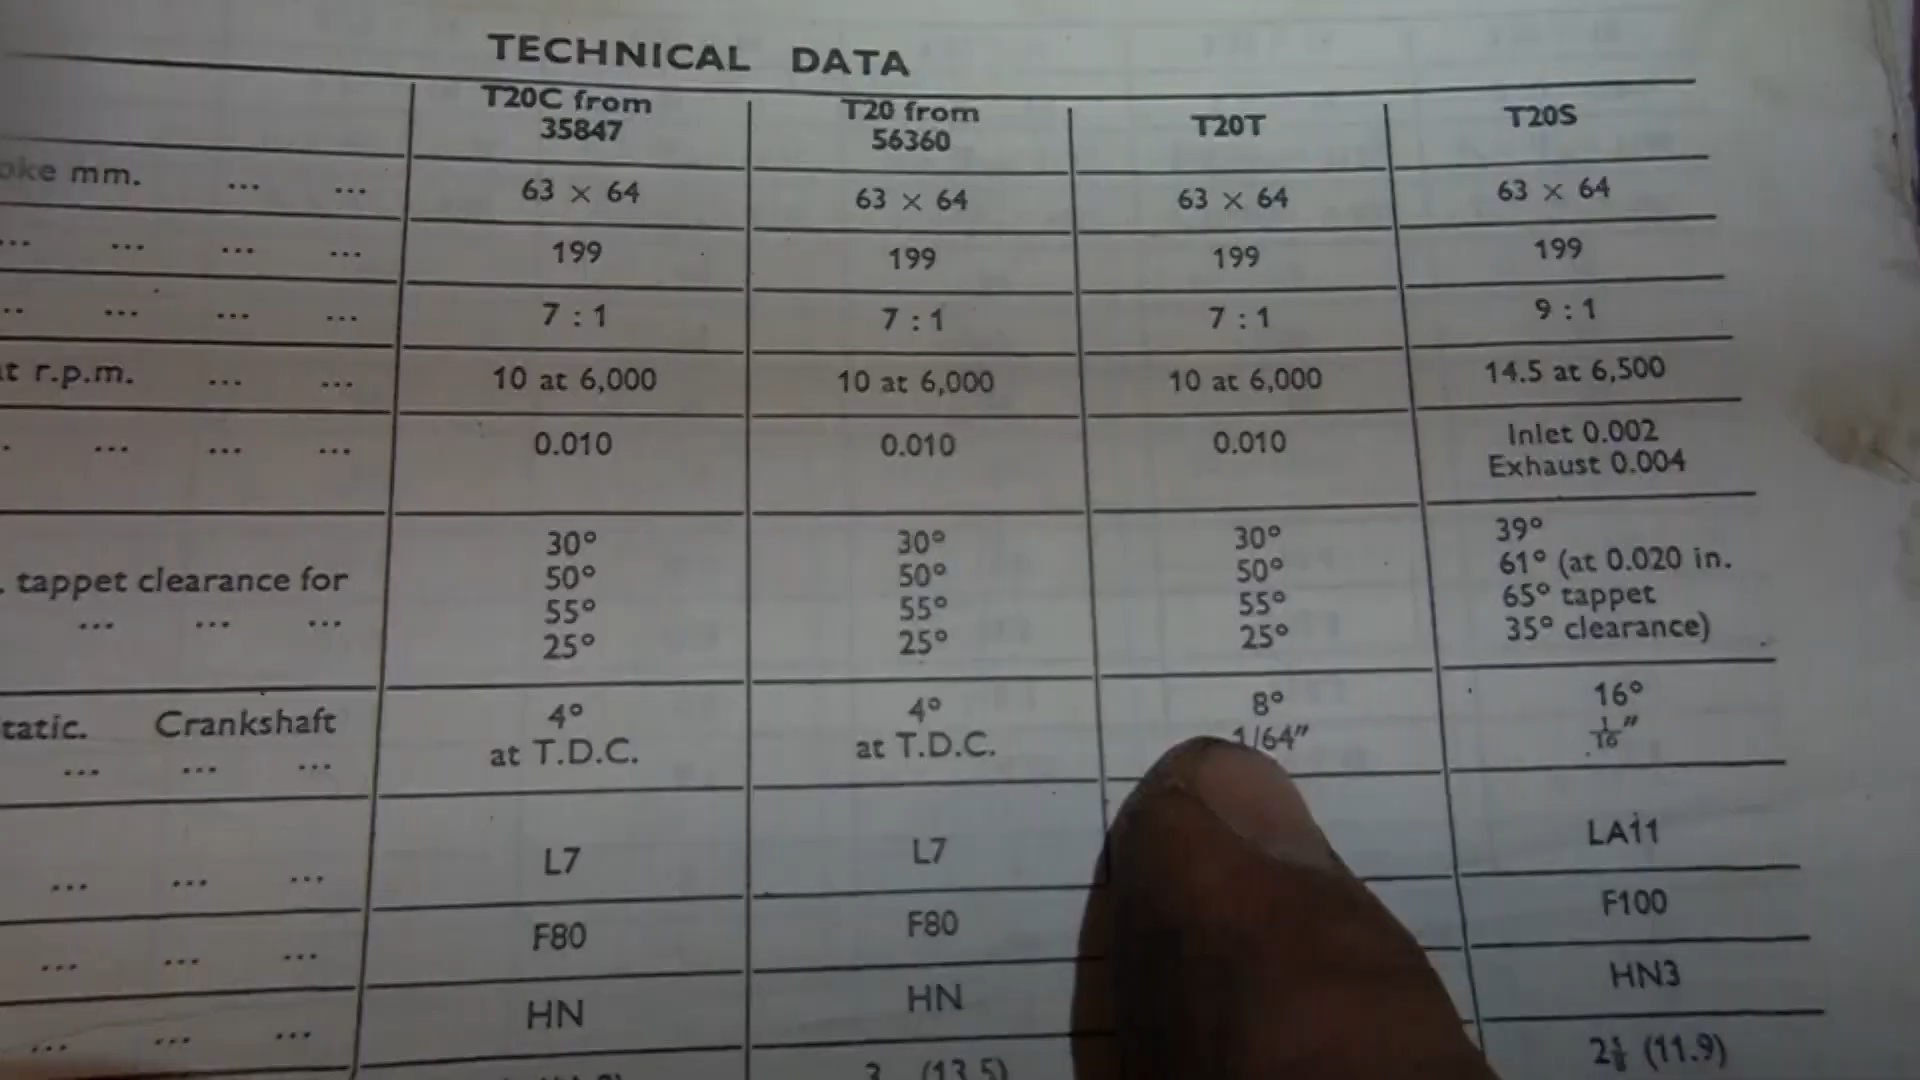 TECHNICAL DATA
T20C from 35847 T20 from 56360 T20T T20S
mm. ... ... 63 × 64 63 × 64 63 × 64 63 × 64
... ... ... ... 199 199 199 199
... ... ... 7 : 1 7 : 1 7 : 1 9 : 1
r.p.m. ... ... 10 at 6,000 10 at 6,000 10 at 6,000 14.5 at 6,500
... ... ... 0.010 0.010 0.010 Inlet 0.002
Exhaust 0.004
30° 30° 30° 39°
tappet clearance for 50° 50° 50° 61° (at 0.020 in.
... ... ... 55° 55° 55° 65° tappet
25° 25° 25° 35° clearance)
Crankshaft 4° 4° 8° 16°
... ... ... at T.D.C. at T.D.C. 1/64" 1/16"
... ... ... L7 L7 LA11
... ... ... F80 F80 F100
... ... ... HN HN HN3
3 (13.5) (11.9)